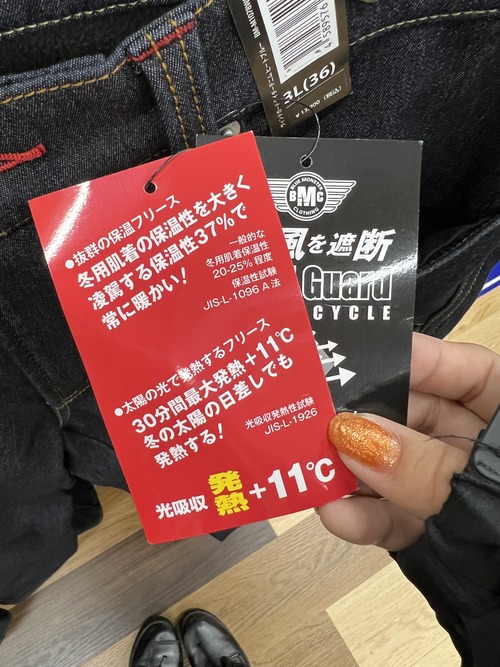 3L(36)
BLUE MONSTER
BMC
CLOTHING
風を遮断
Guard
CYCLE
●抜群の保温フリース
冬用肌着の保温性を大きく
凌駕する保温性37%で
常に暖かい!
一般的な
冬用肌着保温性
20-25% 程度
保温性試験
JIS-L-1096 A 法
●太陽の光で発熱するフリース
30分間最大発熱+11℃
冬の太陽の日差しでも
発熱する!
光吸収発熱性試験
JIS-L-1926
光吸収 発熱 +11℃